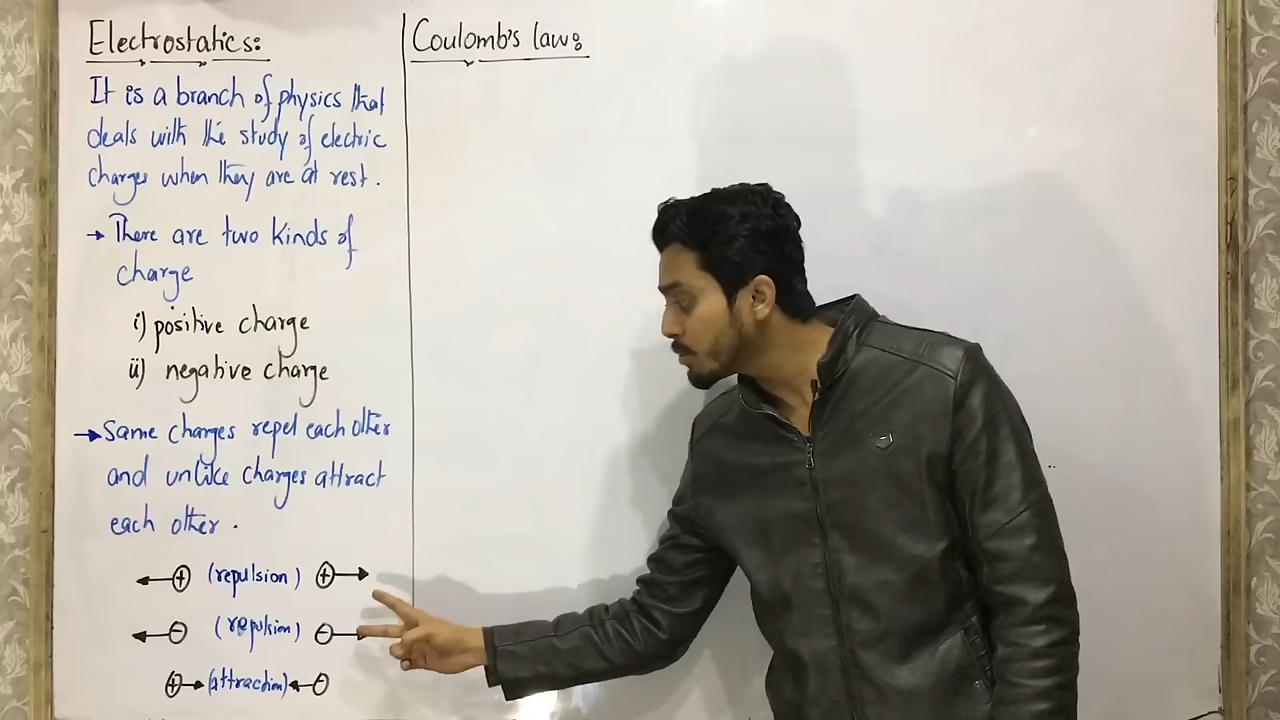 Electrostatics:
It is a branch of physics that
deals with the study of electric
charges when they are at rest.
→ There are two kinds of
charge
i) positive charge
ii) negative charge
→ Same charges repel each other
and unlike charges attract
each other.
← + (repulsion) + →
← - (repulsion) -
+ → (attraction) ← -
Coulomb's law: